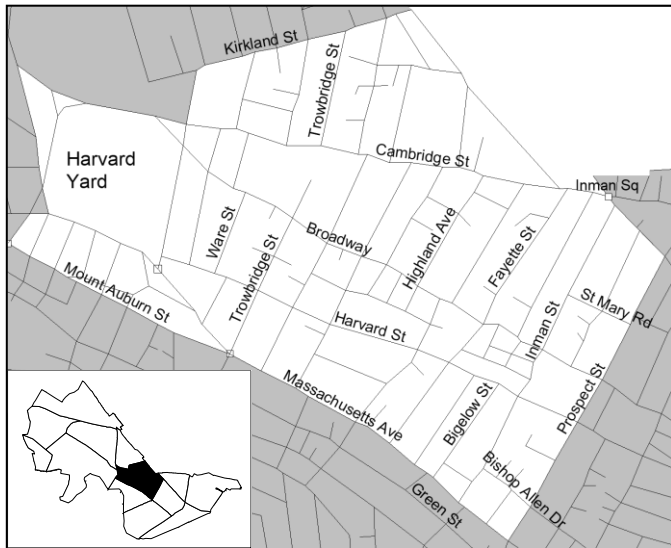 Kirkland St
Trowbridge St
Cambridge St
Harvard
Yard
Inman Sq
Ware St
Trowbridge St
Broadway
Highland Ave
Fayette St
Mount Auburn St
Harvard St
Inman St
St Mary Rd
Massachusetts Ave
Bigelow St
Prospect St
Green St
Bishop Allen Dr